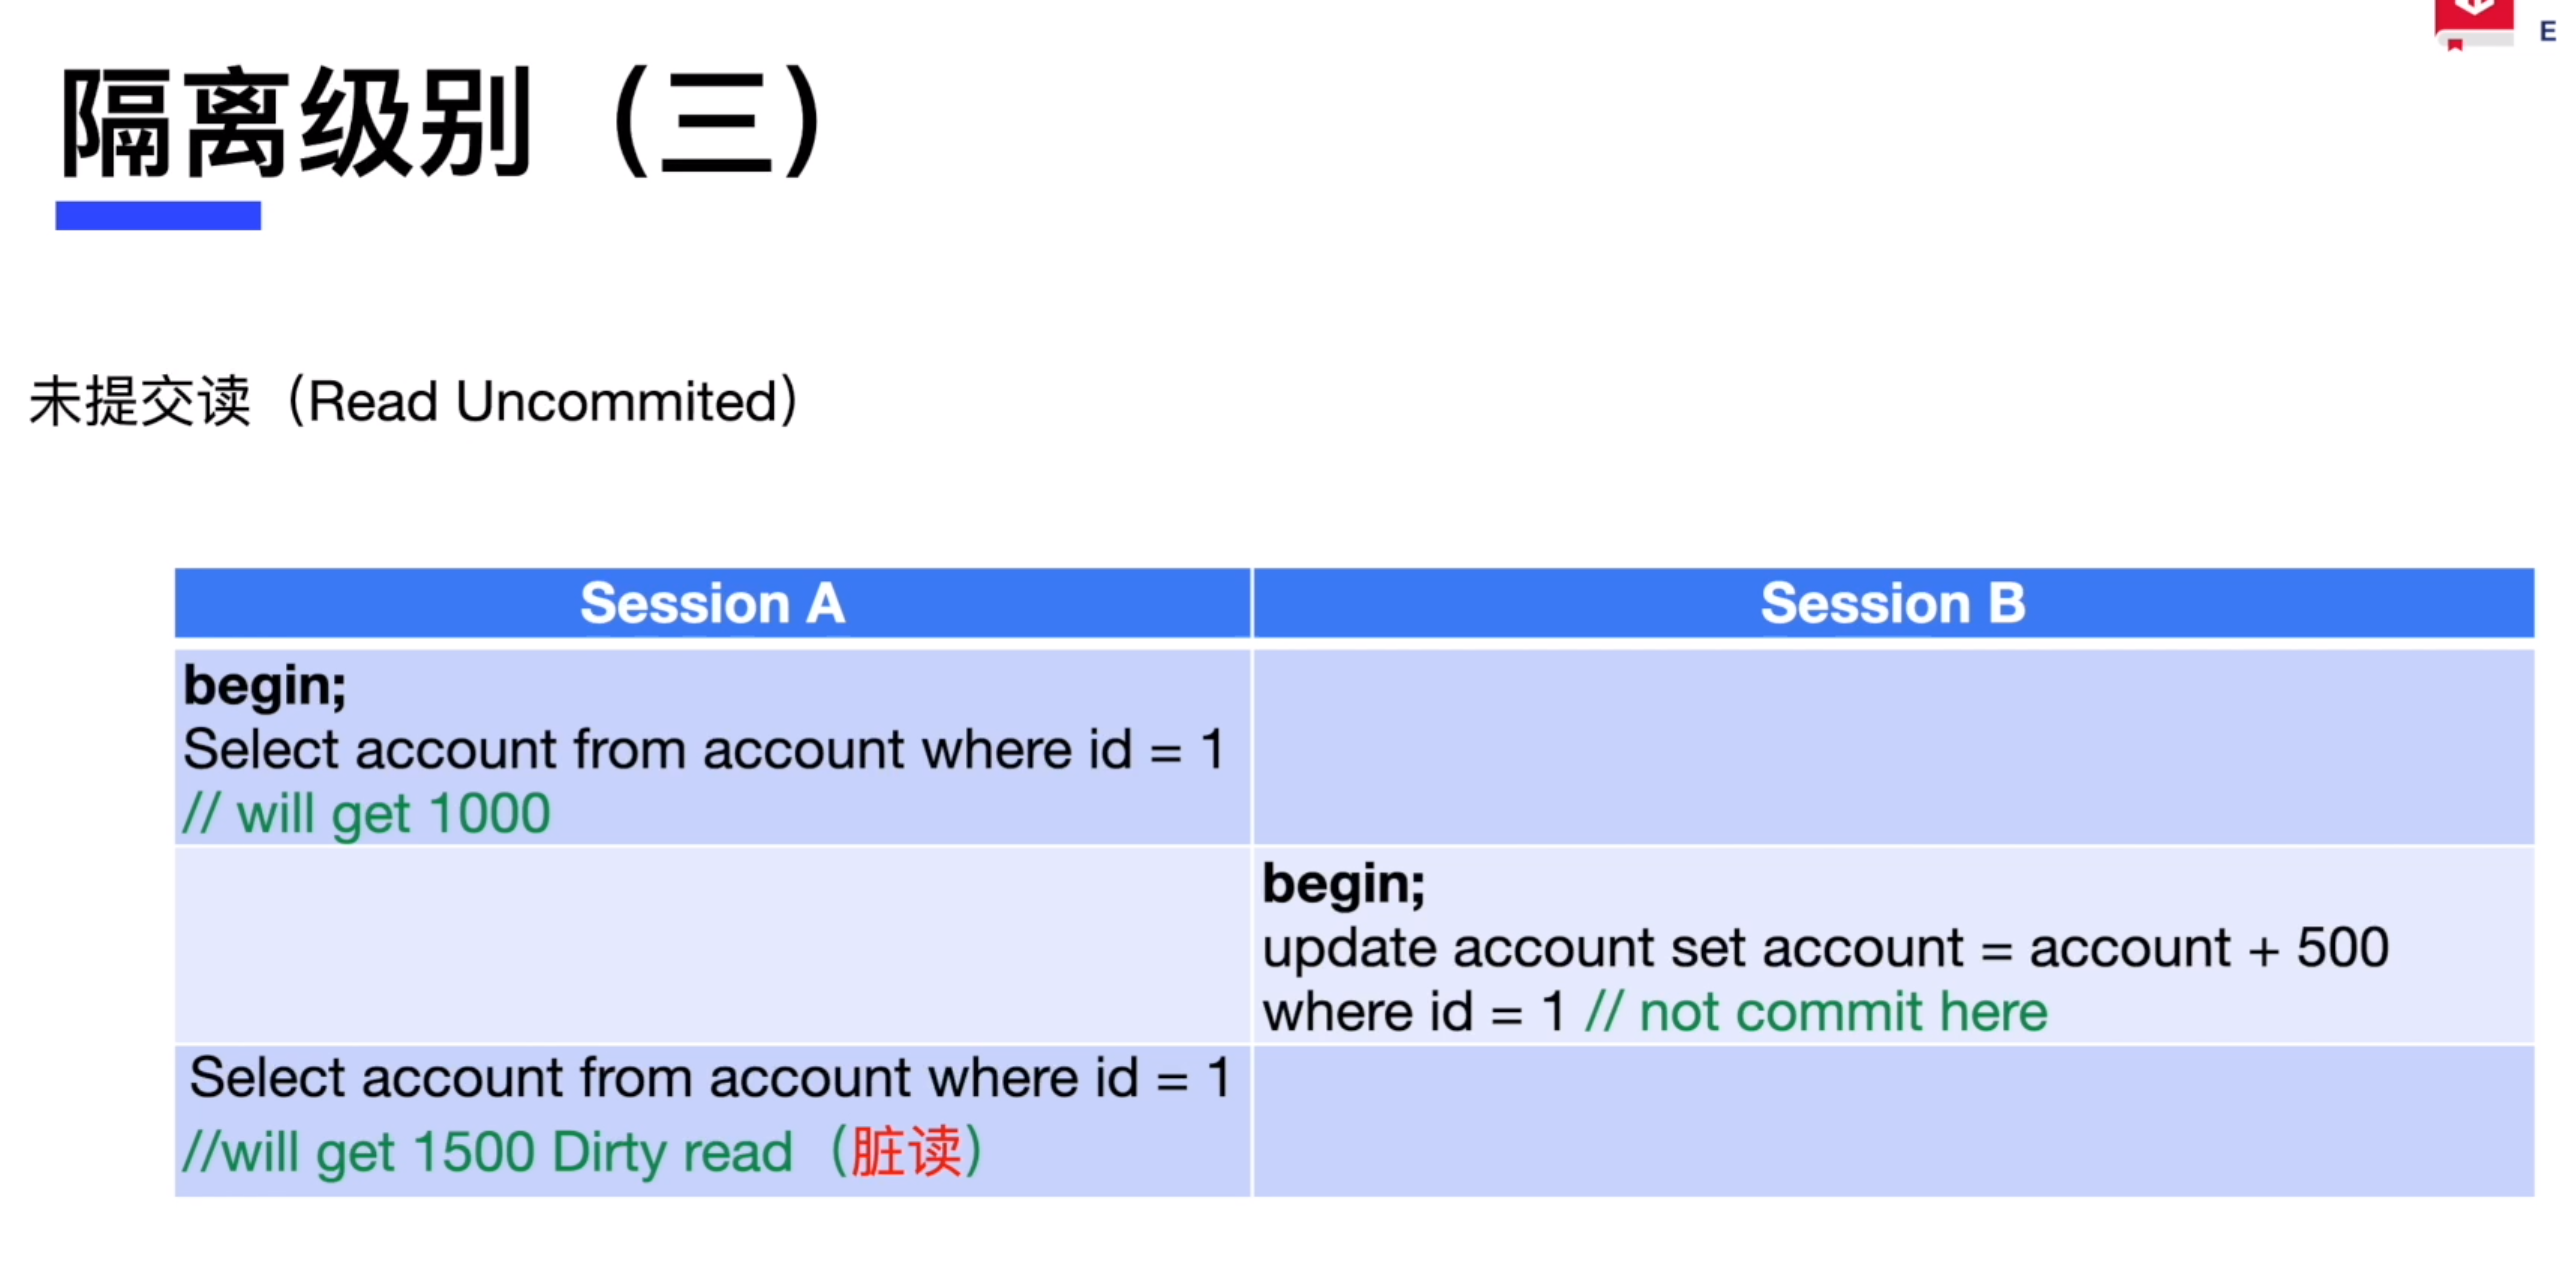 E
隔离级别（三）
未提交读（Read Uncommited）
Session A
Session B
begin;
Select account from account where id = 1
// will get 1000
begin;
update account set account = account + 500
where id = 1 // not commit here
Select account from account where id = 1
//will get 1500 Dirty read（脏读）